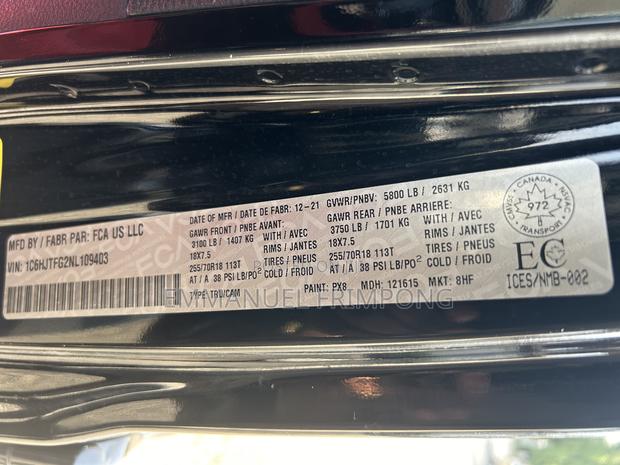 MFD BY / FABR PAR: FCA US LLC
VIN: 1C6HJTFG2NL109403
DATE OF MFR / DATE DE FABR: 12-21
GAWR FRONT / PNBE AVANT:
3100 LB / 1407 KG WITH / AVEC
18X7.5 RIMS / JANTES
255/70R18 113T TIRES / PNEUS
AT / A 38 PSI LB/PO² COLD / FROID
TYPE TRU/CAM
GVWR/PNBV: 5800 LB / 2631 KG
GAWR REAR / PNBE ARRIERE:
3750 LB / 1701 KG WITH / AVEC
18X7.5 RIMS / JANTES
255/70R18 113T TIRES / PNEUS
AT / A 38 PSI LB/PO² COLD / FROID
PAINT: PX8 MDH: 121615 MKT: 8HF
CANADA
CMVSS NSVAC
972
TRANSPORT
EC
ICES/NMB-002
EMMANUEL FRIMPONG